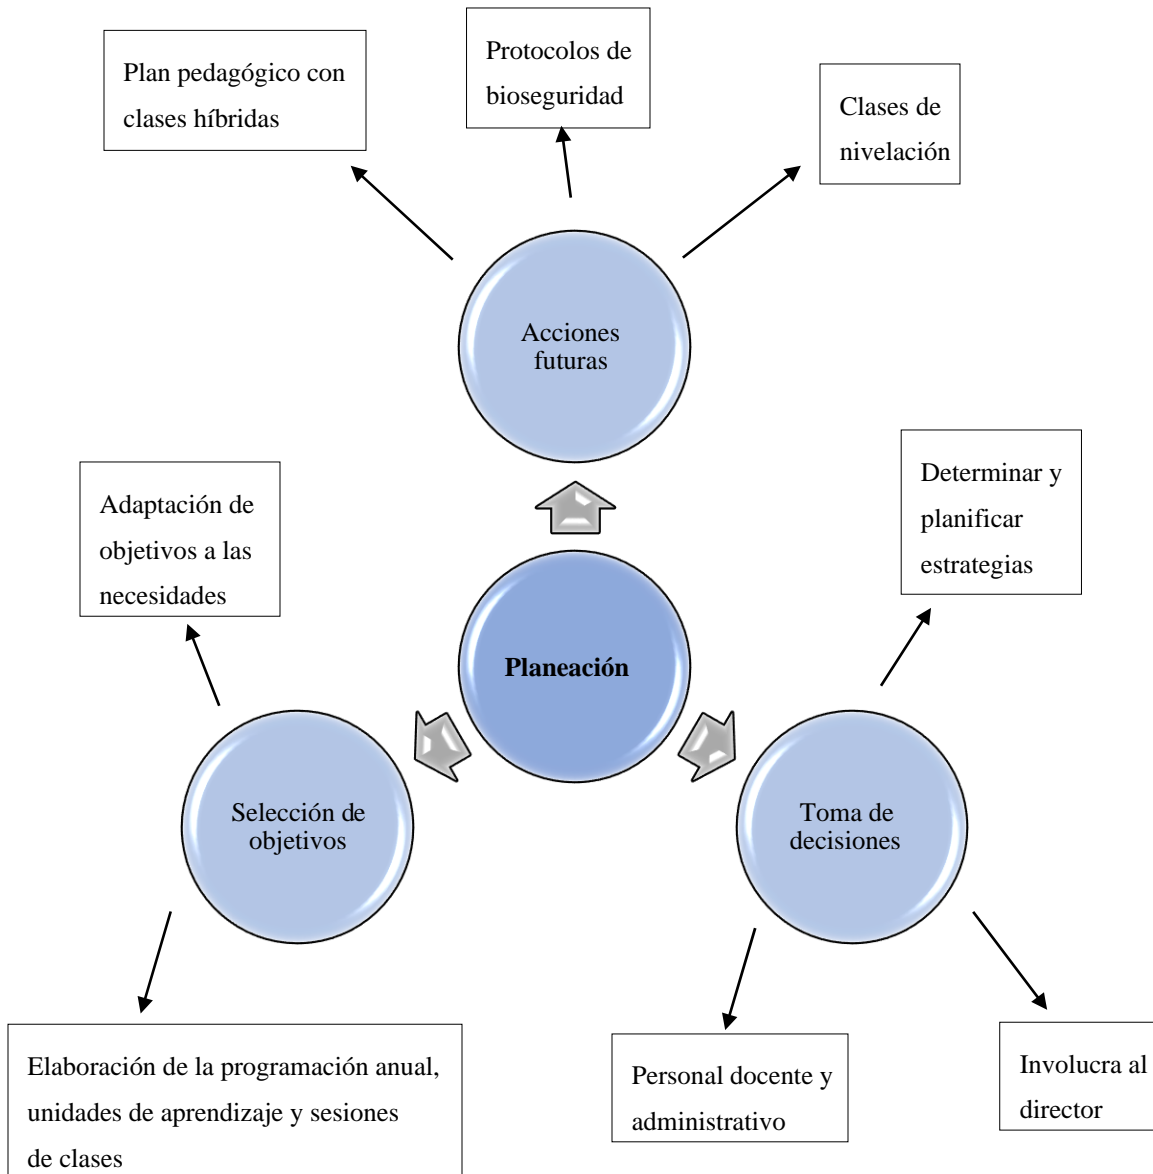 Plan pedagógico con
clases híbridas
Protocolos de
bioseguridad
Clases de
nivelación
Acciones
futuras
Adaptación de
objetivos a las
necesidades
Determinar y
planificar
estrategias
Planeación
Selección de
objetivos
Toma de
decisiones
Elaboración de la programación anual,
unidades de aprendizaje y sesiones
de clases
Personal docente y
administrativo
Involucra al
director